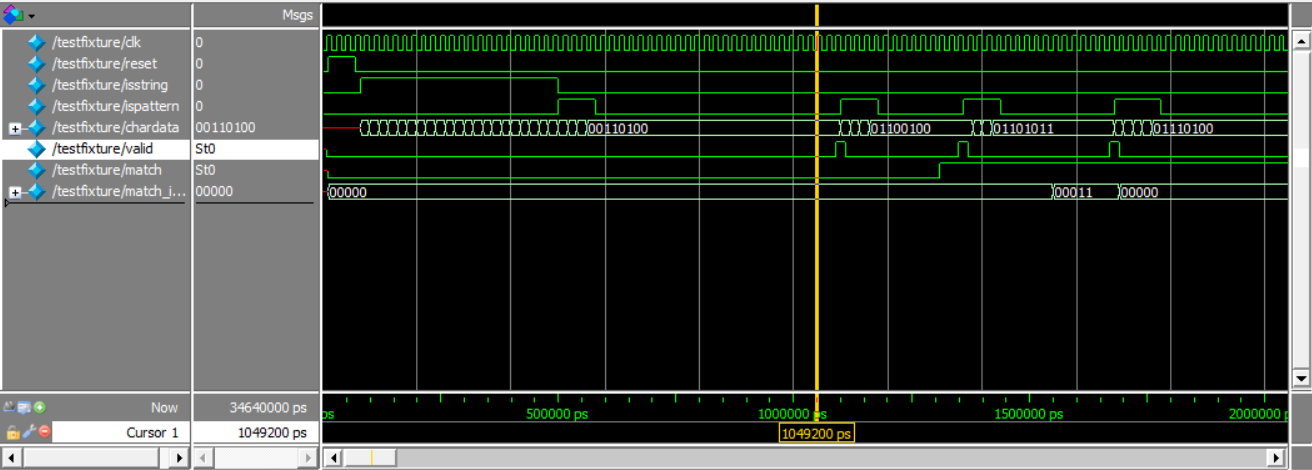 Msgs
/testfixture/clk 0
/testfixture/reset 0
/testfixture/isstring 0
/testfixture/ispattern 0
/testfixture/chardata 00110100 00110100 01100100 01101011 01110100
/testfixture/valid St0
/testfixture/match St0
/testfixture/match_i... 00000 00000 00011 00000
Now 34640000 ps ps 500000 ps 1000000 ps 1500000 ps 2000000 p
Cursor 1 1049200 ps 1049200 ps